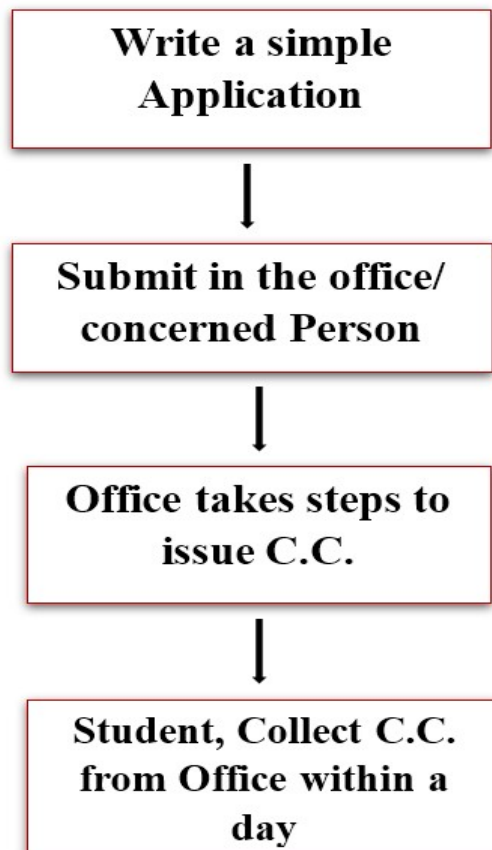 Write a simple
Application
Submit in the office/
concerned Person
Office takes steps to
issue C.C.
Student, Collect C.C.
from Office within a
day